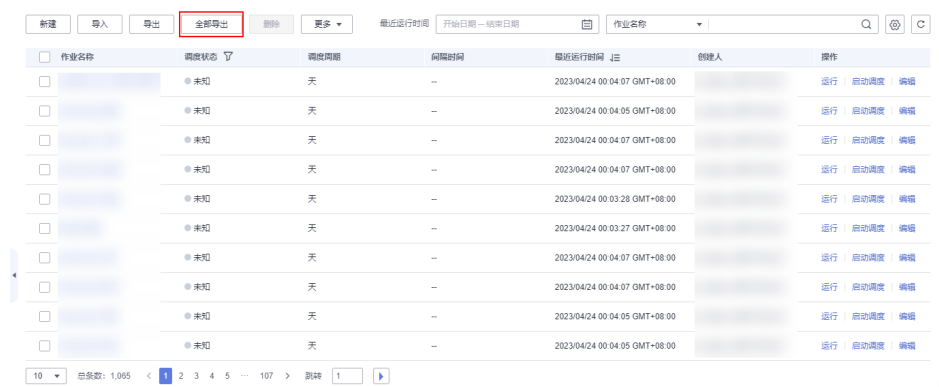 新建 导入 导出 全部导出 删除 更多 最近运行时间 开始日期 – 结束日期 作业名称
作业名称 调度状态 调度周期 间隔时间 最近运行时间 创建人 操作
未知 天 -- 2023/04/24 00:04:07 GMT+08:00 运行 启动调度 编辑
未知 天 -- 2023/04/24 00:04:05 GMT+08:00 运行 启动调度 编辑
未知 天 -- 2023/04/24 00:04:07 GMT+08:00 运行 启动调度 编辑
未知 天 -- 2023/04/24 00:04:07 GMT+08:00 运行 启动调度 编辑
未知 天 -- 2023/04/24 00:03:28 GMT+08:00 运行 启动调度 编辑
未知 天 -- 2023/04/24 00:03:27 GMT+08:00 运行 启动调度 编辑
未知 天 -- 2023/04/24 00:04:07 GMT+08:00 运行 启动调度 编辑
未知 天 -- 2023/04/24 00:04:07 GMT+08:00 运行 启动调度 编辑
未知 天 -- 2023/04/24 00:04:05 GMT+08:00 运行 启动调度 编辑
未知 天 -- 2023/04/24 00:04:05 GMT+08:00 运行 启动调度 编辑
10 总条数: 1,065 < 1 2 3 4 5 ··· 107 > 跳转 1